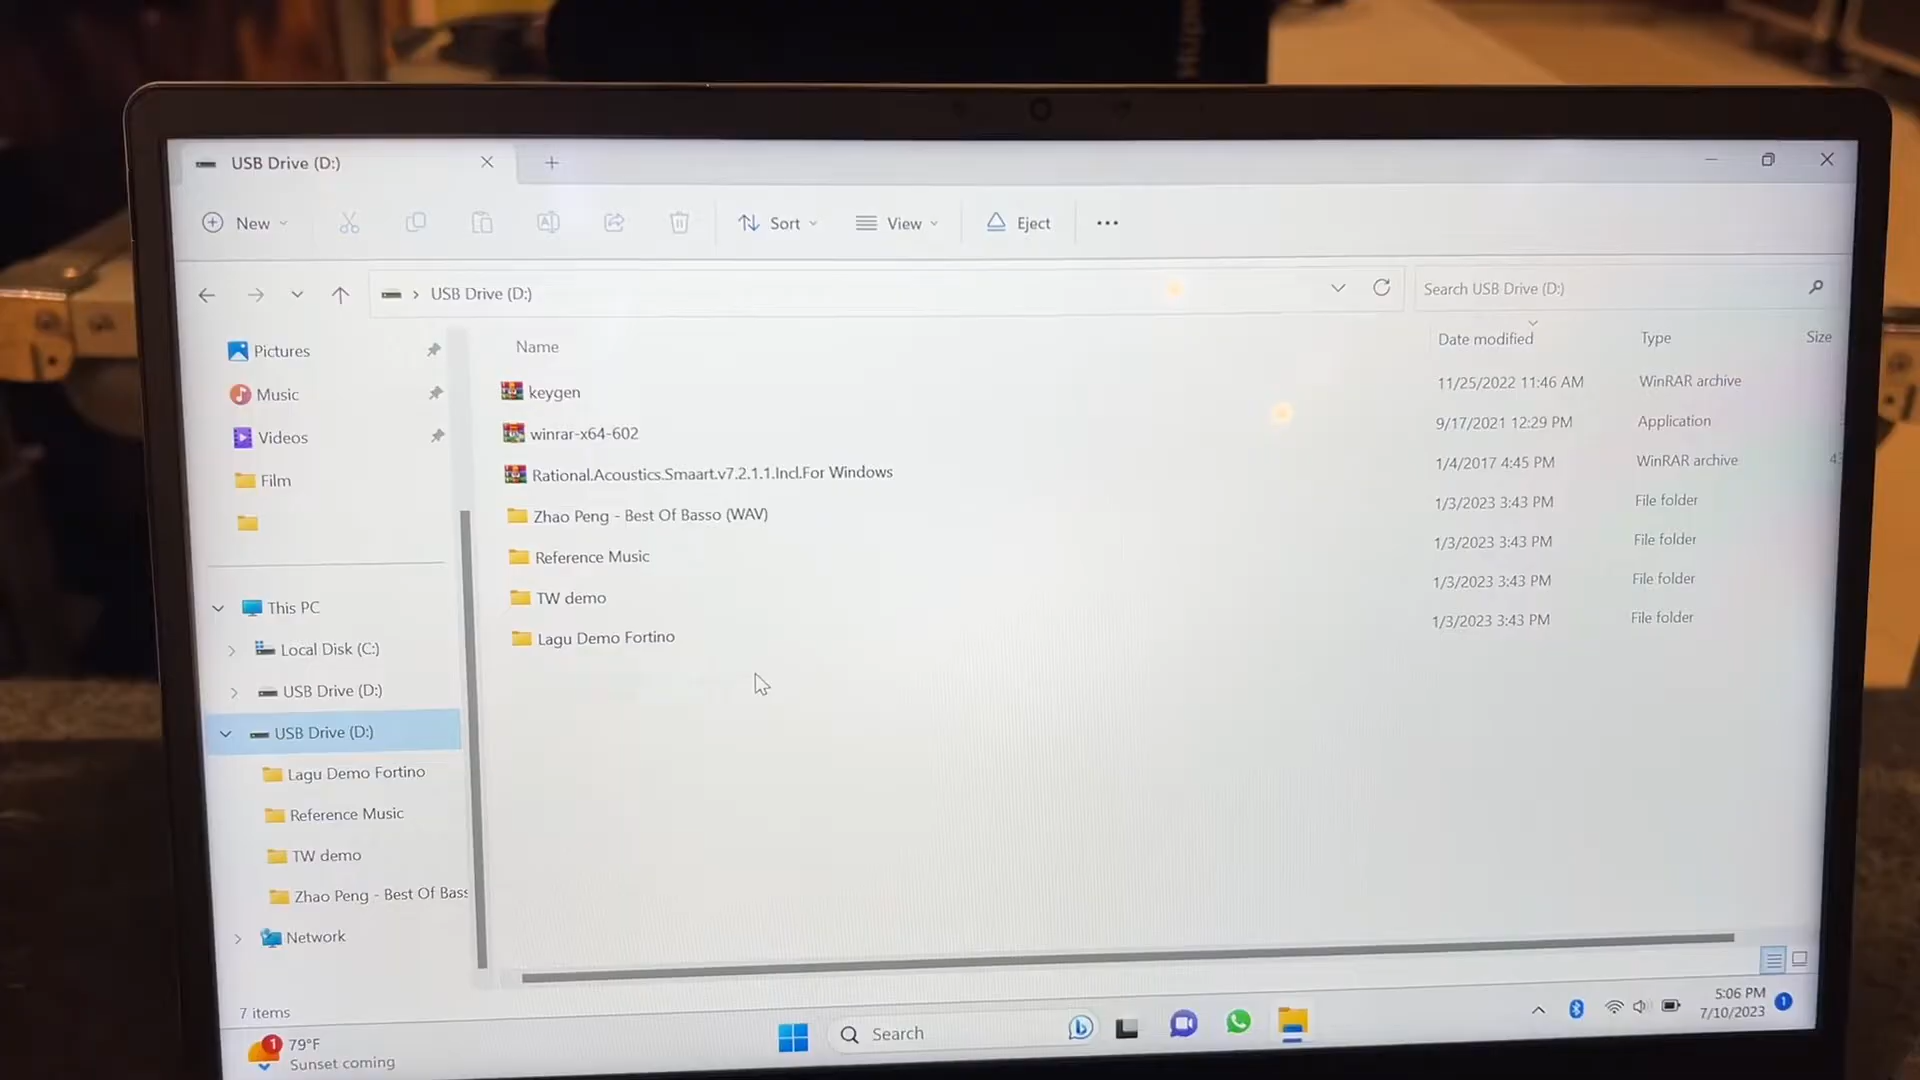 USB Drive (D:)
New
Sort
View
Eject
USB Drive (D:)
Search USB Drive (D:)
Pictures
Music
Videos
Film
This PC
Local Disk (C:)
USB Drive (D:)
USB Drive (D:)
Lagu Demo Fortino
Reference Music
TW demo
Zhao Peng - Best Of Bass
Network
Name Date modified Type Size
keygen 11/25/2022 11:46 AM WinRAR archive
winrar-x64-602 9/17/2021 12:29 PM Application
Rational.Acoustics.Smaart.v7.2.1.1.Incl.For Windows 1/4/2017 4:45 PM WinRAR archive 43
Zhao Peng - Best Of Basso (WAV) 1/3/2023 3:43 PM File folder
Reference Music 1/3/2023 3:43 PM File folder
TW demo 1/3/2023 3:43 PM File folder
Lagu Demo Fortino 1/3/2023 3:43 PM File folder
7 items
1
79°F
Sunset coming
Search
5:06 PM
7/10/2023
1